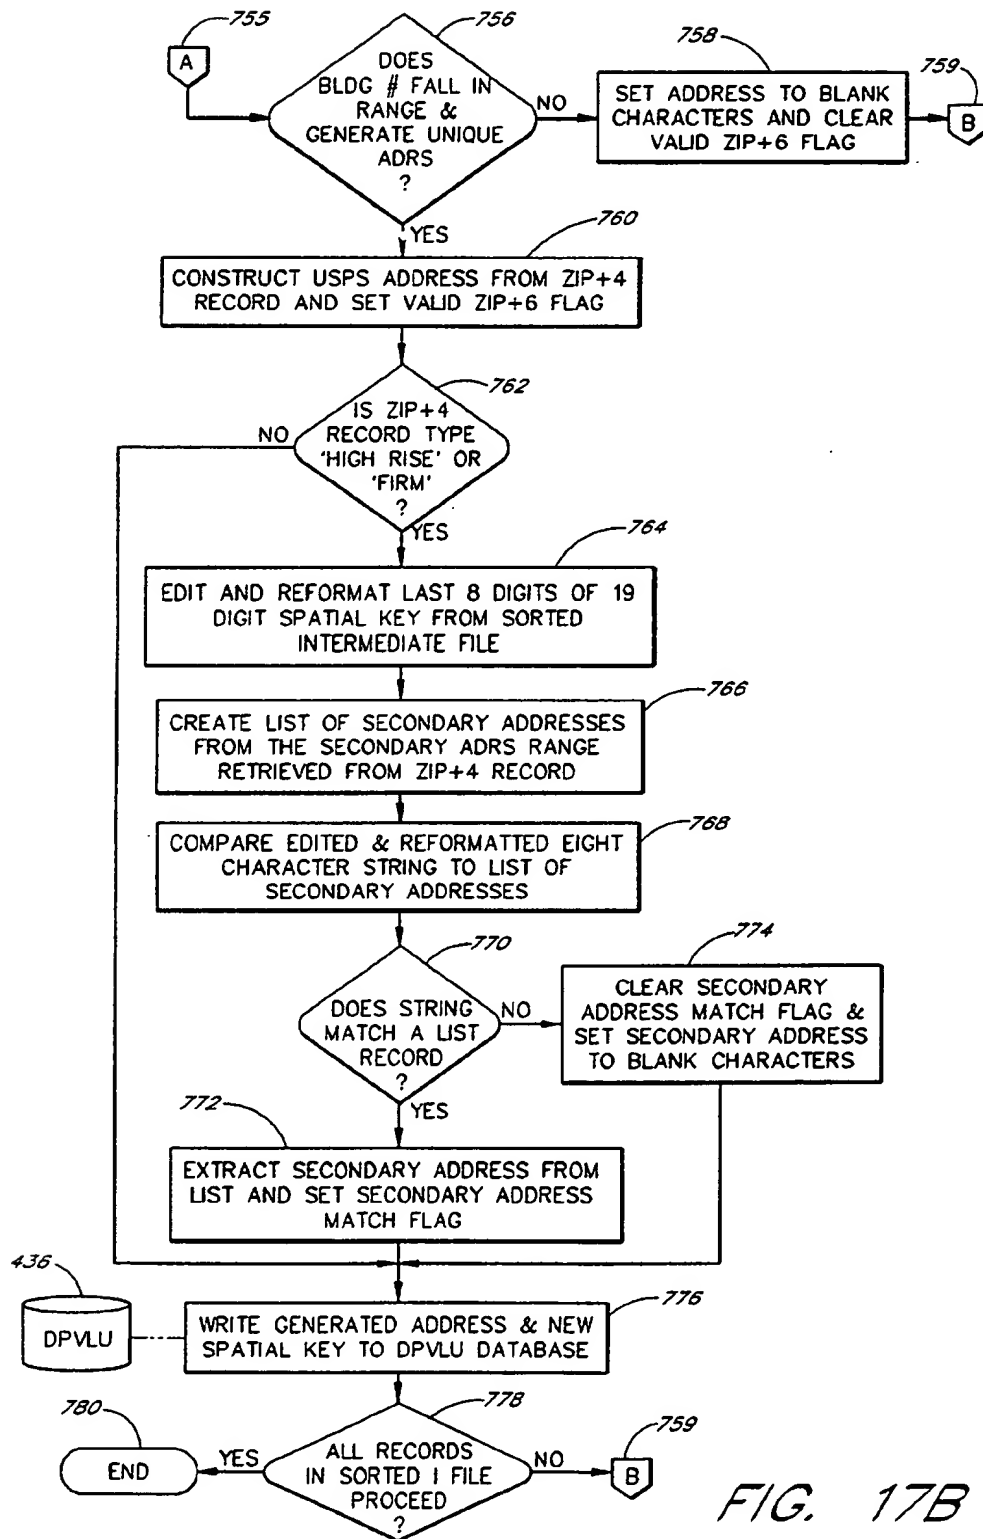 755
A
756
DOES
BLDG # FALL IN
RANGE &
GENERATE UNIQUE
ADRS
?
NO
758
SET ADDRESS TO BLANK
CHARACTERS AND CLEAR
VALID ZIP+6 FLAG
759
B
YES
760
CONSTRUCT USPS ADDRESS FROM ZIP+4
RECORD AND SET VALID ZIP+6 FLAG
762
IS ZIP+4
RECORD TYPE
'HIGH RISE' OR
'FIRM'
?
NO
YES
764
EDIT AND REFORMAT LAST 8 DIGITS OF 19
DIGIT SPATIAL KEY FROM SORTED
INTERMEDIATE FILE
766
CREATE LIST OF SECONDARY ADDRESSES
FROM THE SECONDARY ADRS RANGE
RETRIEVED FROM ZIP+4 RECORD
768
COMPARE EDITED & REFORMATTED EIGHT
CHARACTER STRING TO LIST OF
SECONDARY ADDRESSES
770
DOES STRING
MATCH A LIST
RECORD
?
NO
774
CLEAR SECONDARY
ADDRESS MATCH FLAG &
SET SECONDARY ADDRESS
TO BLANK CHARACTERS
YES
772
EXTRACT SECONDARY ADDRESS FROM
LIST AND SET SECONDARY ADDRESS
MATCH FLAG
436
DPVLU
776
WRITE GENERATED ADDRESS & NEW
SPATIAL KEY TO DPVLU DATABASE
778
ALL RECORDS
IN SORTED I FILE
PROCEED
?
YES
780
END
NO
759
B
FIG. 17B